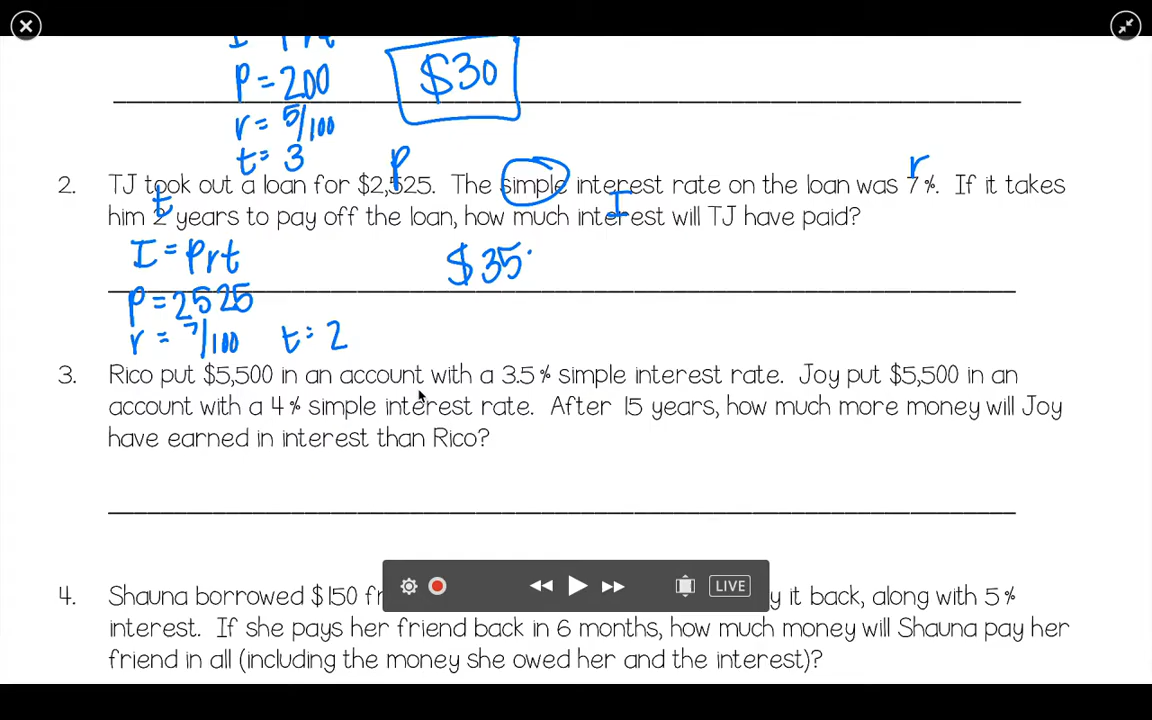 I = prt
p = 200
$30
r = 5/100
t = 3
p
r
2. TJ took out a loan for $2,525. The simple interest rate on the loan was 7%. If it takes
t
I
him 2 years to pay off the loan, how much interest will TJ have paid?
I = prt
$35
p = 2525
r = 7/100 t = 2
3. Rico put $5,500 in an account with a 3.5% simple interest rate. Joy put $5,500 in an
account with a 4% simple interest rate. After 15 years, how much more money will Joy
have earned in interest than Rico?
LIVE
4. Shauna borrowed $150 y it back, along with 5%
interest. If she pays her friend back in 6 months, how much money will Shauna pay her
friend in all (including the money she owed her and the interest)?